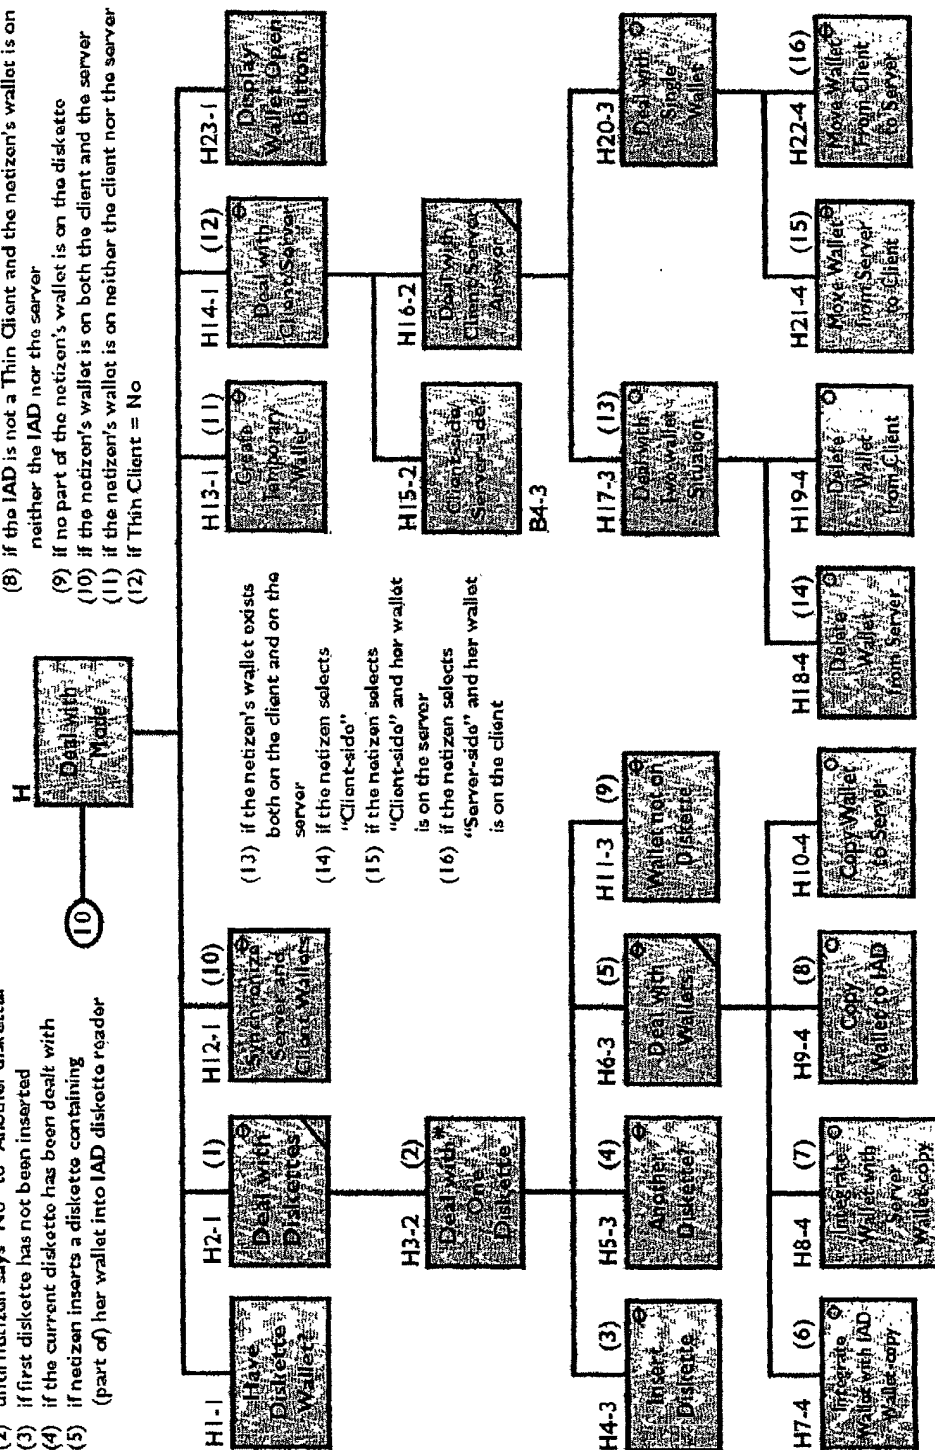 (2) until netizen says "No" to "Another diskette?"
(3) if first diskette has not been inserted
(4) if the current diskette has been dealt with
(5) if netizen inserts a diskette containing
(part of) her wallet into IAD diskette reader
(8) if the IAD is not a Thin Client and the netizen's wallet is on
neither the IAD nor the server
(9) if no part of the netizen's wallet is on the diskette
(10) if the netizen's wallet is on both the client and the server
(11) if the netizen's wallet is on neither the client nor the server
(12) if Thin Client = No
H
Deal with
Mode
10
H1-1
Have
Diskette
Wallet?
H2-1 (1)
Deal with
Diskettes
H12-1 (10)
Synchronize
Server and
Client Wallets
H13-1 (11)
Create
Temporary
Wallet
H14-1 (12)
Deal with
Client/Server
H23-1
Display
Wallet Open
Button
(13) if the netizen's wallet exists
both on the client and on the
server
(14) if the netizen selects
"Client-side"
(15) if the netizen selects
"Client-side" and her wallet
is on the server
(16) if the netizen selects
"Server-side" and her wallet
is on the client
H3-2 (2)
Deal with *
One
Diskette
H15-2
Client-side/
Server-side?
B4-3
H16-2
Deal with
Client/Server
Answer
H4-3 (3)
Insert
Diskette
H5-3 (4)
Another
Diskette?
H6-3 (5)
Deal with
Wallets
H11-3 (9)
Wallet not on
Diskette
H17-3 (13)
Deal with
Two-wallet
Situation
H20-3
Deal with
Single
Wallet
H7-4 (6)
Integrate
Wallet with IAD
Wallet-copy
H8-4 (7)
Integrate
Wallet with
Server
Wallet-copy
H9-4 (8)
Copy
Wallet to IAD
H10-4
Copy Wallet
to Server
H18-4 (14)
Delete
Wallet
from Server
H19-4
Delete
Wallet
from Client
H21-4 (15)
Move Wallet
from Server
to Client
H22-4 (16)
Move Wallet
From Client
to Server